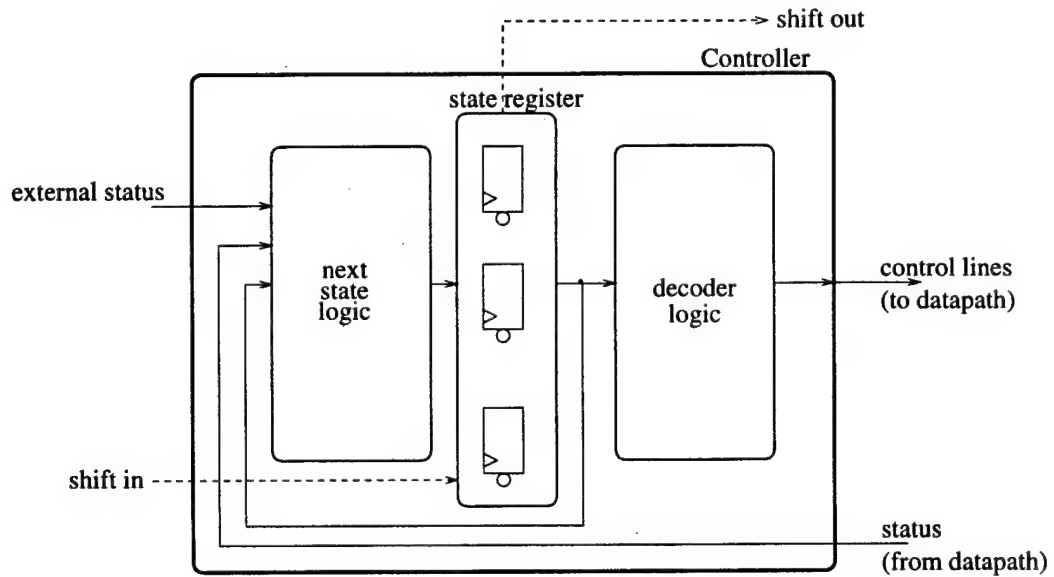 shift out
Controller
state register
external status
next
state
logic
decoder
logic
control lines
(to datapath)
shift in
status
(from datapath)